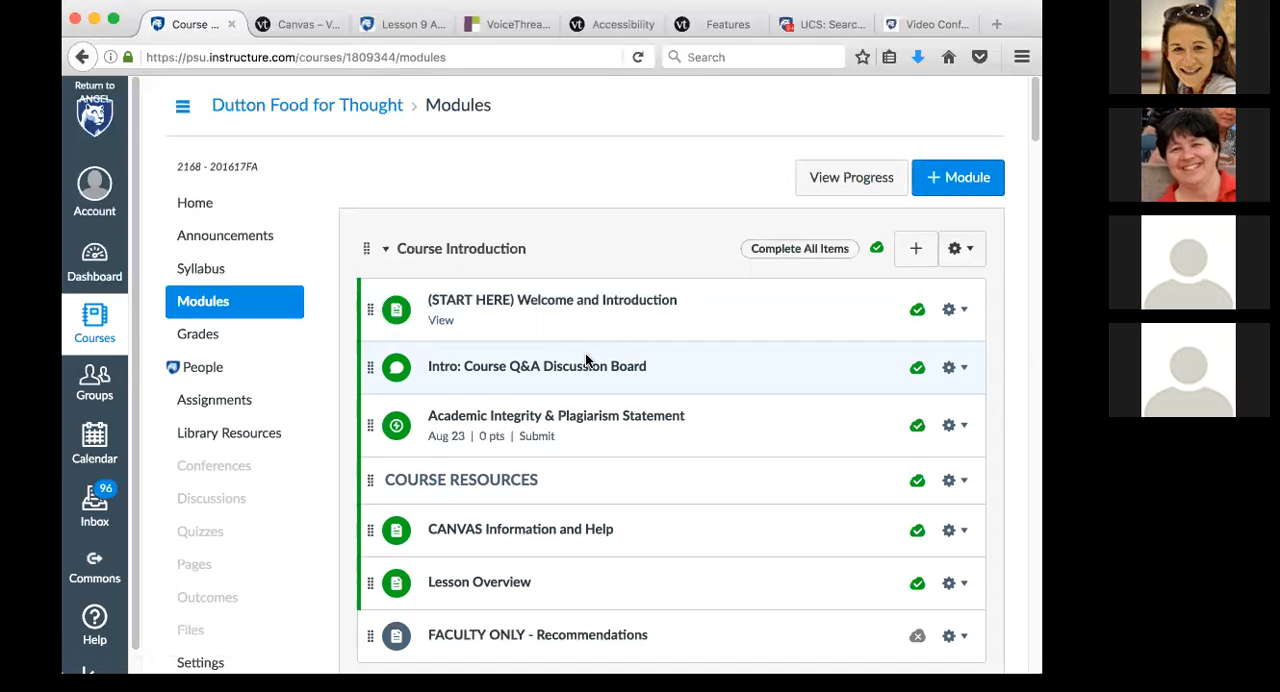 Course ...
Canvas – V...
Lesson 9 A...
VoiceThrea...
Accessibility
Features
UCS: Searc...
Video Conf...
https://psu.instructure.com/courses/1809344/modules
Search
Return to
ANGEL
Account
Dashboard
Courses
Groups
Calendar
96
Inbox
Commons
Help
Dutton Food for Thought > Modules
2168 - 201617FA
Home
Announcements
Syllabus
Modules
Grades
People
Assignments
Library Resources
Conferences
Discussions
Quizzes
Pages
Outcomes
Files
Settings
View Progress
+ Module
Course Introduction
Complete All Items
(START HERE) Welcome and Introduction
View
Intro: Course Q&A Discussion Board
Academic Integrity & Plagiarism Statement
Aug 23 | 0 pts | Submit
COURSE RESOURCES
CANVAS Information and Help
Lesson Overview
FACULTY ONLY - Recommendations